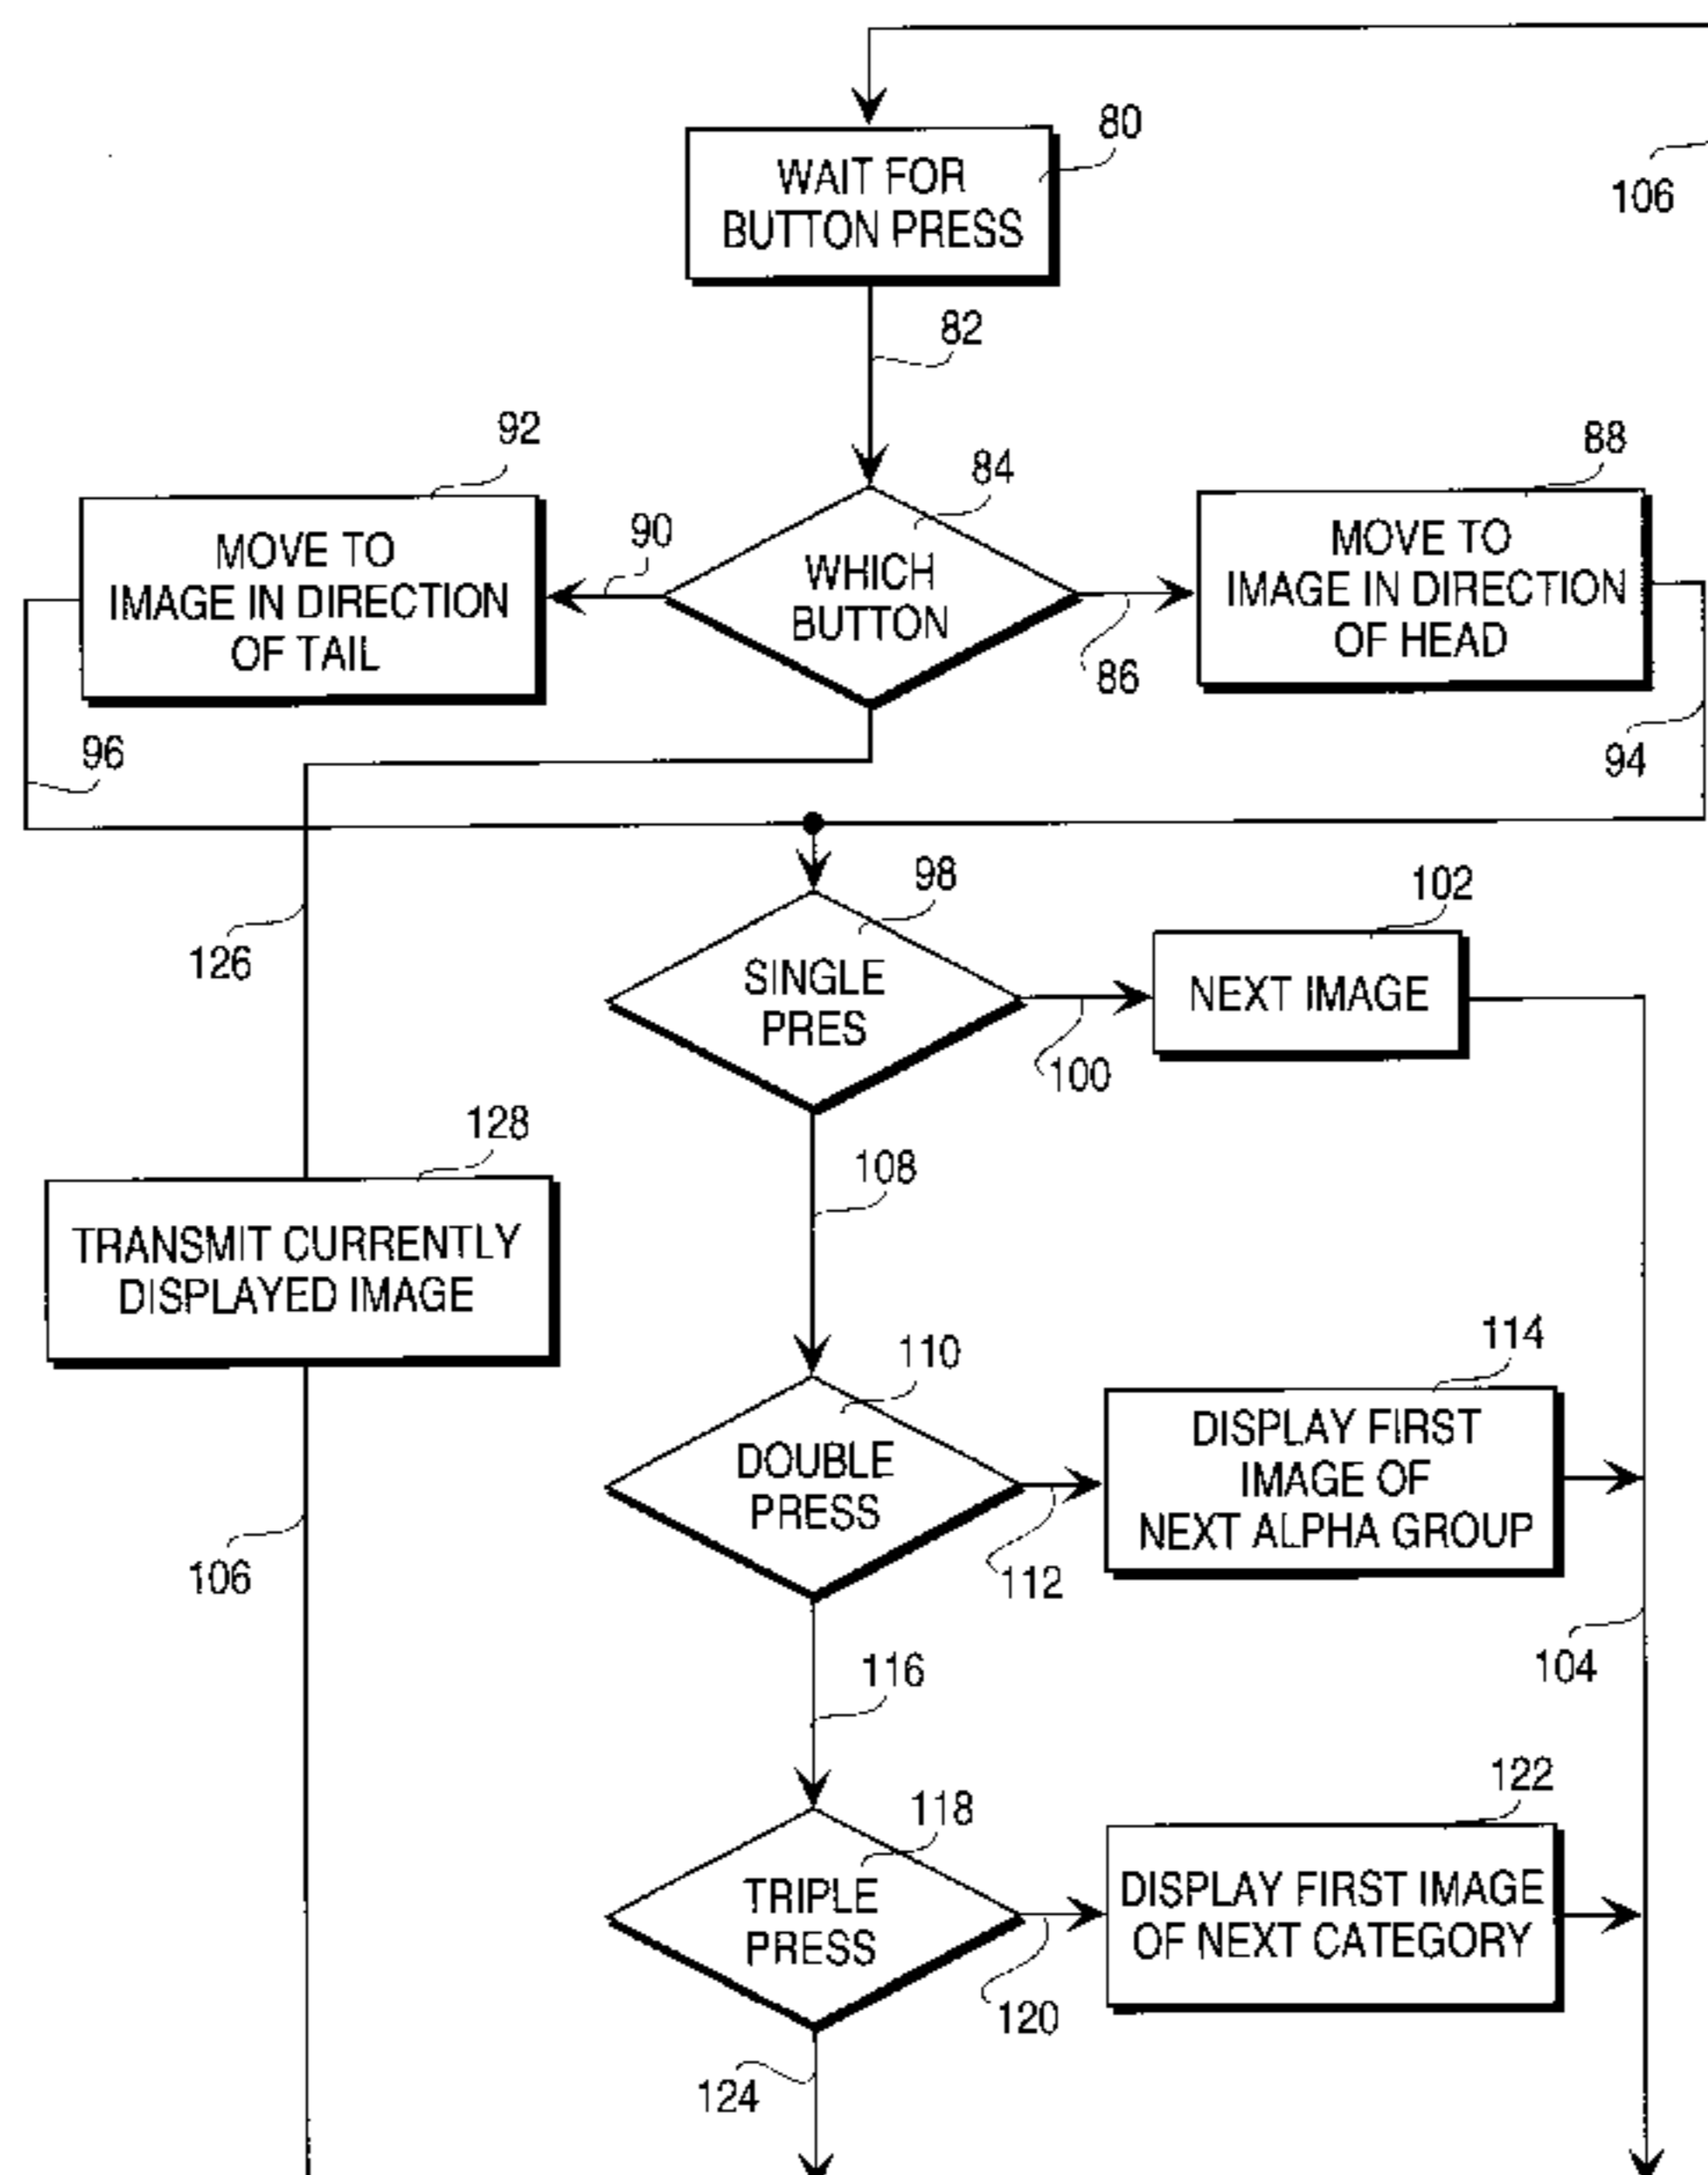 80
WAIT FOR
BUTTON PRESS
106
82
92
84
88
MOVE TO
IMAGE IN DIRECTION
OF TAIL
90
WHICH
BUTTON
86
MOVE TO
IMAGE IN DIRECTION
OF HEAD
96
94
98
102
126
SINGLE
PRES
100
NEXT IMAGE
128
108
TRANSMIT CURRENTLY
DISPLAYED IMAGE
110
114
DOUBLE
PRESS
112
DISPLAY FIRST
IMAGE OF
NEXT ALPHA GROUP
106
116
104
118
122
TRIPLE
PRESS
120
DISPLAY FIRST IMAGE
OF NEXT CATEGORY
124